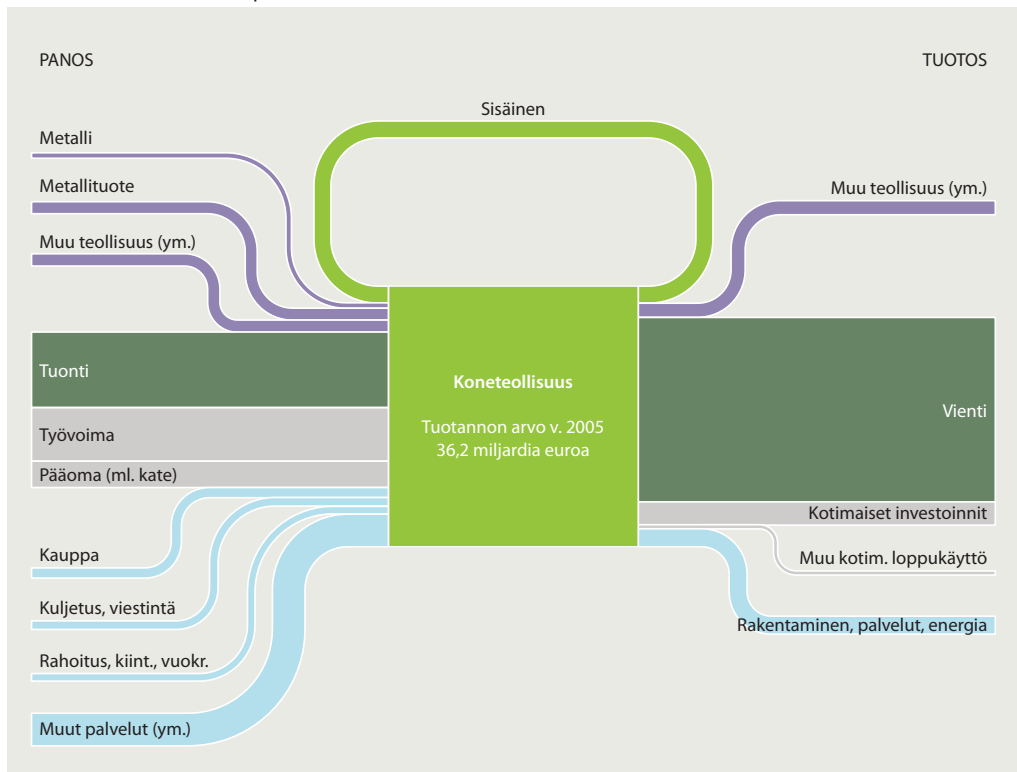 PANOS
TUOTOS
Sisäinen
Metalli
Metallituote
Muu teollisuus (ym.)
Muu teollisuus (ym.)
Tuonti
Työvoima
Pääoma (ml. kate)
Kauppa
Kuljetus, viestintä
Rahoitus, kiint., vuokr.
Muut palvelut (ym.)
Koneteollisuus
Tuotannon arvo v. 2005
36,2 miljardia euroa
Vienti
Kotimaiset investoinnit
Muu kotim. loppukäyttö
Rakentaminen, palvelut, energia